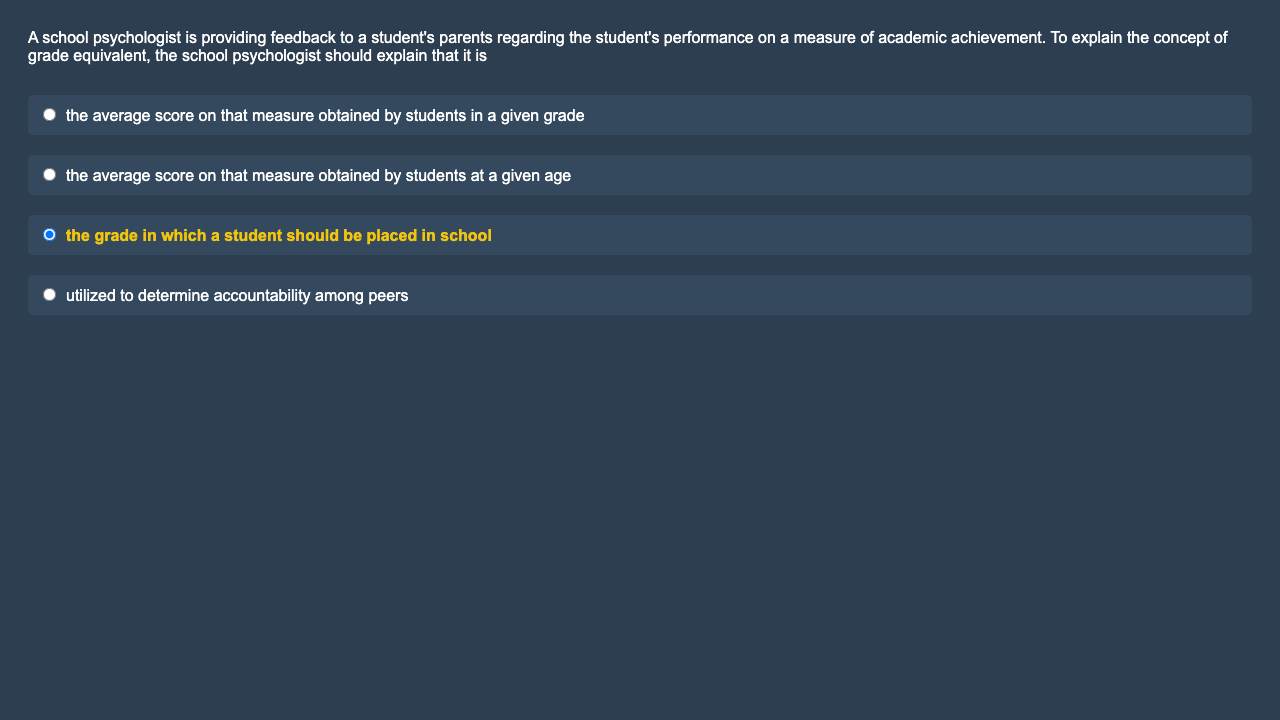 A school psychologist is providing feedback to a student's parents regarding the student's performance on a measure of academic achievement. To explain the concept of
grade equivalent, the school psychologist should explain that it is
the average score on that measure obtained by students in a given grade
the average score on that measure obtained by students at a given age
the grade in which a student should be placed in school
utilized to determine accountability among peers